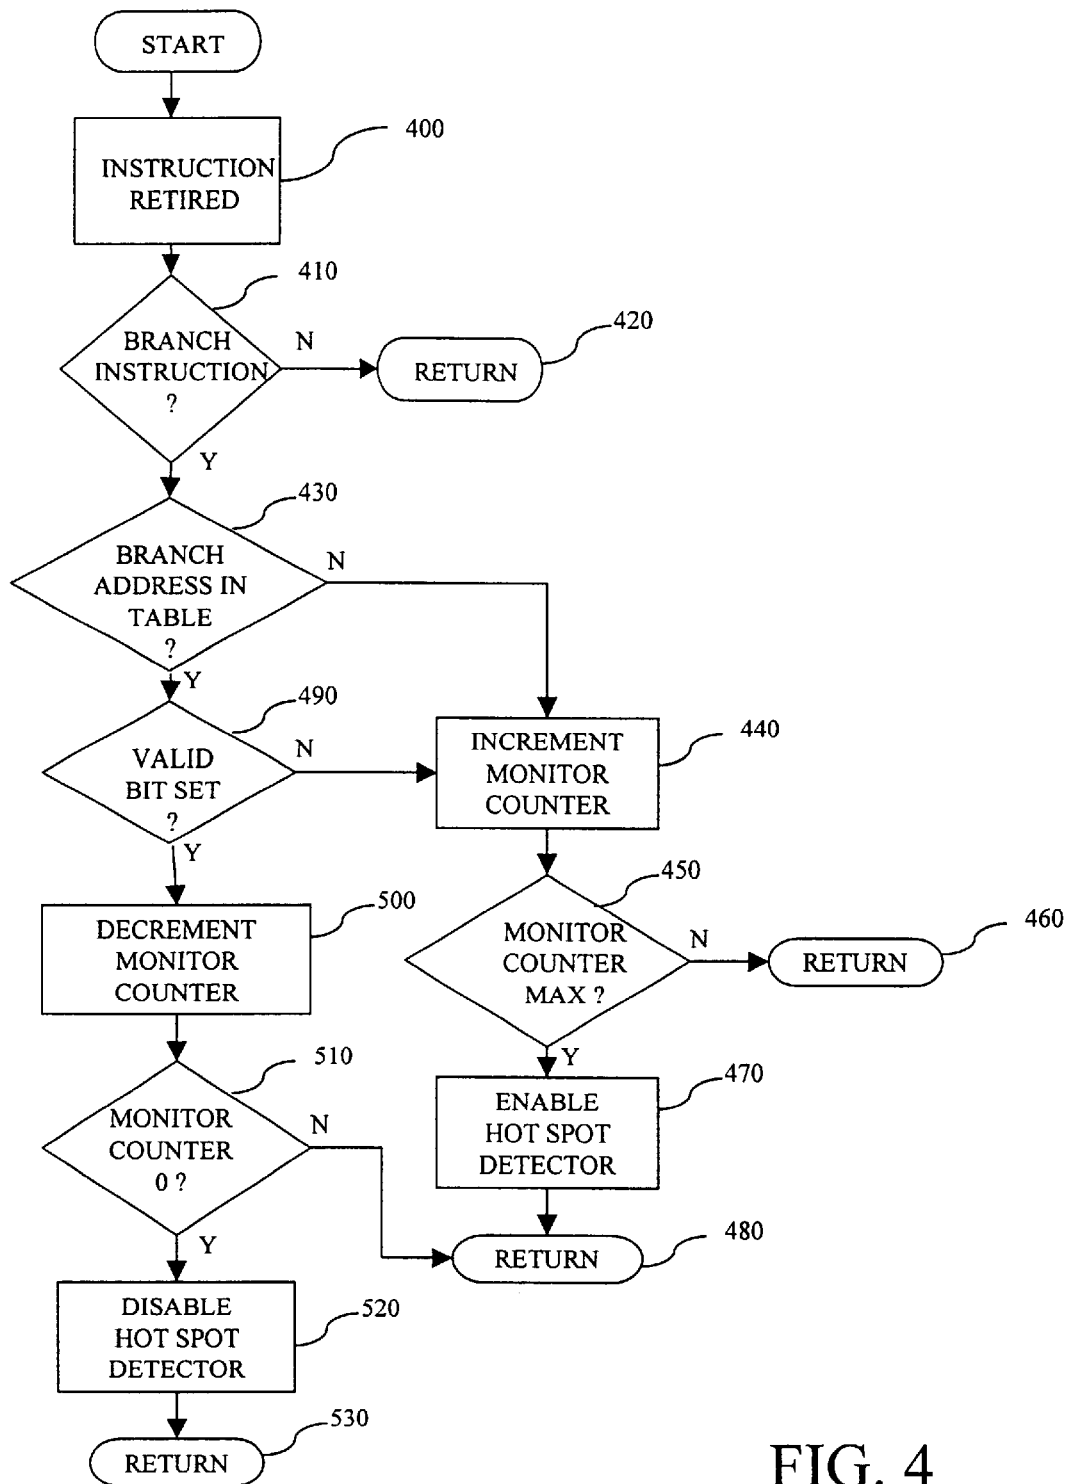 START
400
INSTRUCTION
RETIRED
410
BRANCH
INSTRUCTION
?
N
420
RETURN
Y
430
BRANCH
ADDRESS IN
TABLE
?
N
Y
490
VALID
BIT SET
?
N
440
INCREMENT
MONITOR
COUNTER
Y
500
DECREMENT
MONITOR
COUNTER
450
MONITOR
COUNTER
MAX ?
N
460
RETURN
Y
510
MONITOR
COUNTER
0 ?
N
470
ENABLE
HOT SPOT
DETECTOR
Y
480
RETURN
520
DISABLE
HOT SPOT
DETECTOR
530
RETURN
FIG. 4